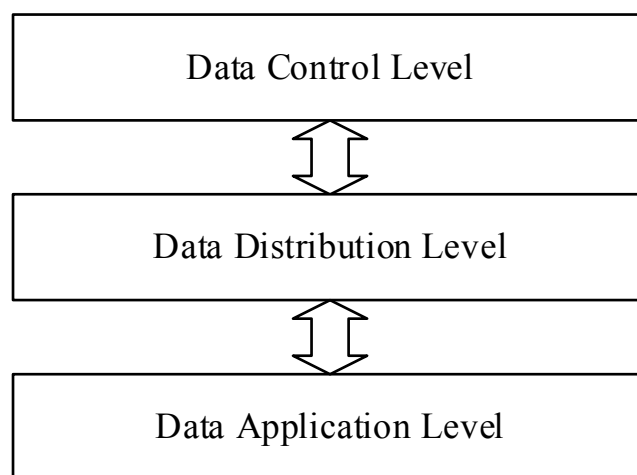 Data Control Level
Data Distribution Level
Data Application Level